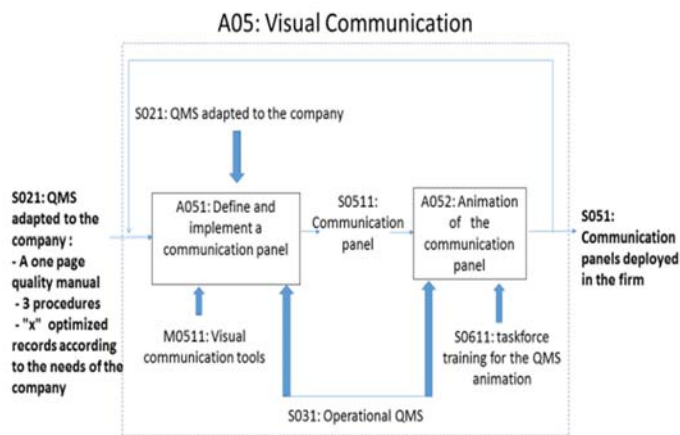 A05: Visual Communication
S021: QMS adapted to the company
S021: QMS
adapted to the
company :
- A one page
quality manual
- 3 procedures
- "x" optimized
records according
to the needs of the
company
A051: Define and
implement a
communication panel
S0511:
Communication
panel
A052: Animation
of the
communication
panel
S051:
Communication
panels deployed
in the firm
M0511: Visual
communication tools
S0611: taskforce
training for the QMS
animation
S031: Operational QMS